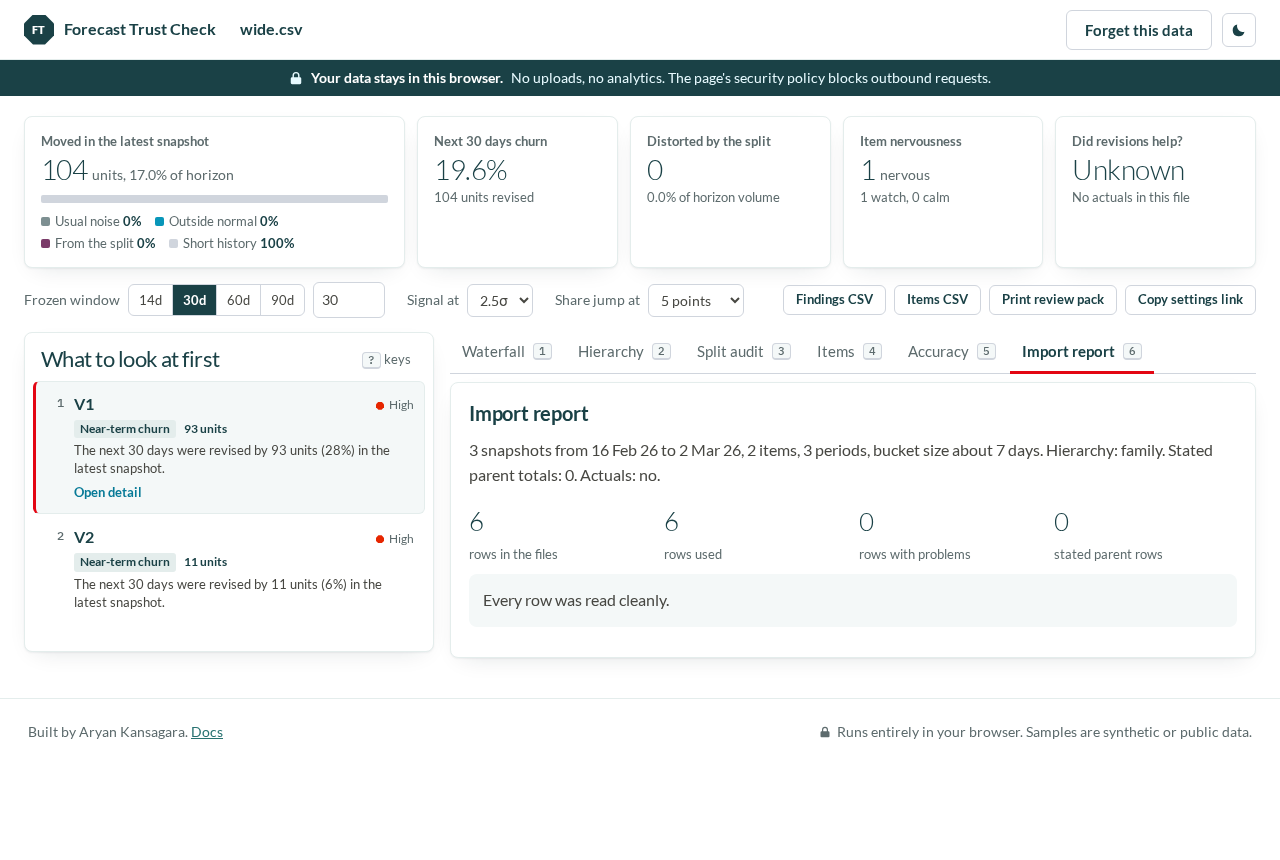 FT Forecast Trust Check wide.csv Forget this data
Your data stays in this browser. No uploads, no analytics. The page's security policy blocks outbound requests.
Moved in the latest snapshot
104 units, 17.0% of horizon
Usual noise 0% Outside normal 0%
From the split 0% Short history 100%
Next 30 days churn
19.6%
104 units revised
Distorted by the split
0
0.0% of horizon volume
Item nervousness
1 nervous
1 watch, 0 calm
Did revisions help?
Unknown
No actuals in this file
Frozen window 14d 30d 60d 90d 30 Signal at 2.5σ Share jump at 5 points Findings CSV Items CSV Print review pack Copy settings link
What to look at first ? keys
1 V1 High
Near-term churn 93 units
The next 30 days were revised by 93 units (28%) in the
latest snapshot.
Open detail
2 V2 High
Near-term churn 11 units
The next 30 days were revised by 11 units (6%) in the
latest snapshot.
Waterfall 1 Hierarchy 2 Split audit 3 Items 4 Accuracy 5 Import report 6
Import report
3 snapshots from 16 Feb 26 to 2 Mar 26, 2 items, 3 periods, bucket size about 7 days. Hierarchy: family. Stated
parent totals: 0. Actuals: no.
6 6 0 0
rows in the files rows used rows with problems stated parent rows
Every row was read cleanly.
Built by Aryan Kansagara. Docs Runs entirely in your browser. Samples are synthetic or public data.